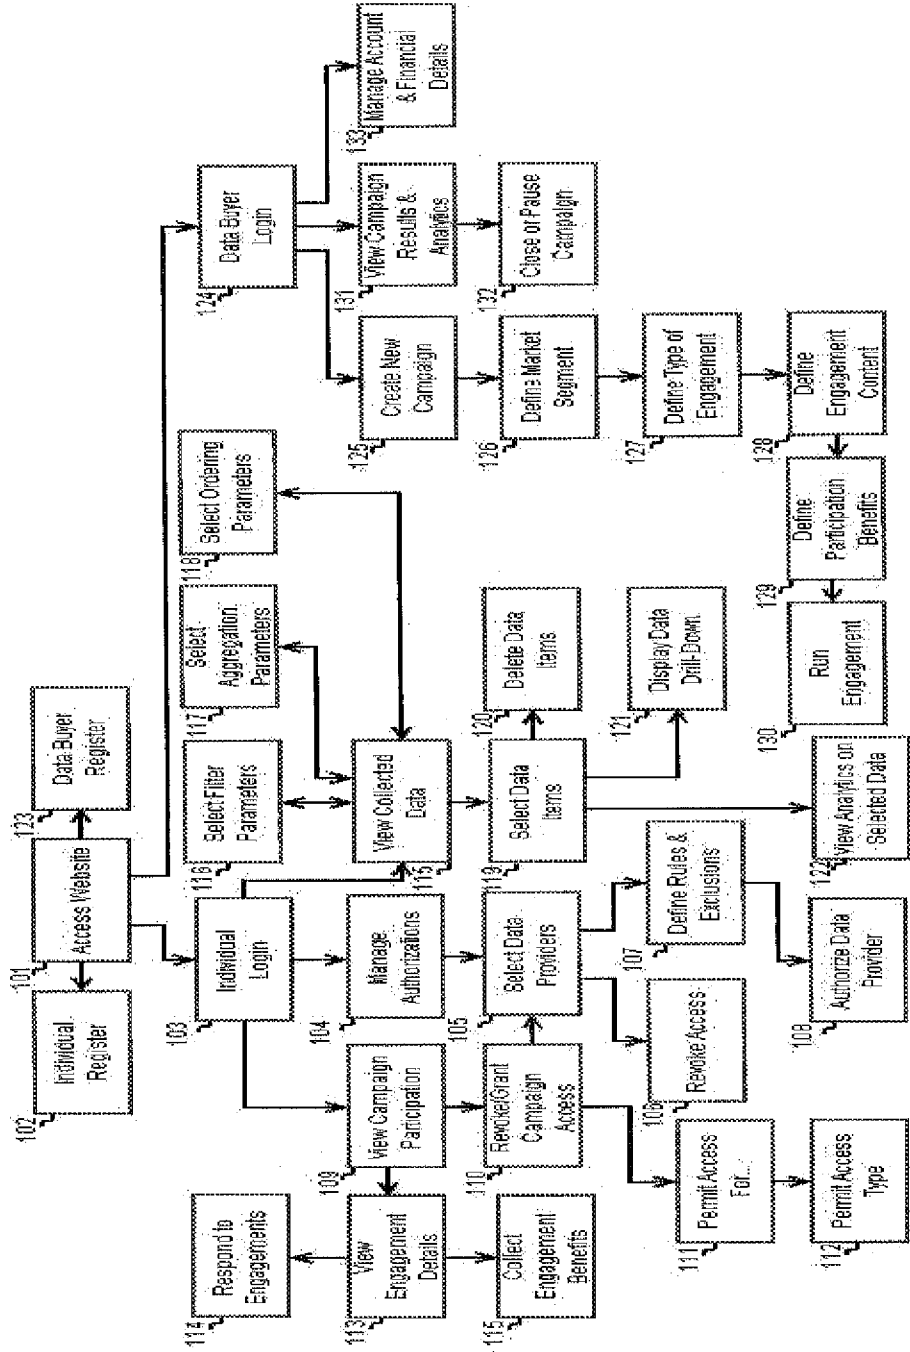 101
Access Website
102
Individual
Register
123
Data Buyer
Register
103
Individual
Login
124
Data Buyer
Login
104
Manage
Authorizations
105
Select Data
Providers
106
Revoke Access
107
Define Rules &
Exclusions
108
Authorize Data
Provider
109
View Campaign
Participation
110
Revoke/Grant
Campaign
Access
111
Permit Access
For...
112
Permit Access
Type
113
View
Engagement
Details
114
Respond to
Engagements
115
Collect
Engagement
Benefits
115
View Collected
Data
116
Select Filter
Parameters
117
Select
Aggregation
Parameters
118
Select Ordering
Parameters
119
Select Data
Items
120
Delete Data
Items
121
Display Data
Drill-Down
122
View Analytics on
Selected Data
125
Create New
Campaign
126
Define Market
Segment
127
Define Type of
Engagement
128
Define
Engagement
Content
129
Define
Participation
Benefits
130
Run
Engagement
131
View Campaign
Results &
Analytics
132
Close or Pause
Campaign
133
Manage Account
& Financial
Details